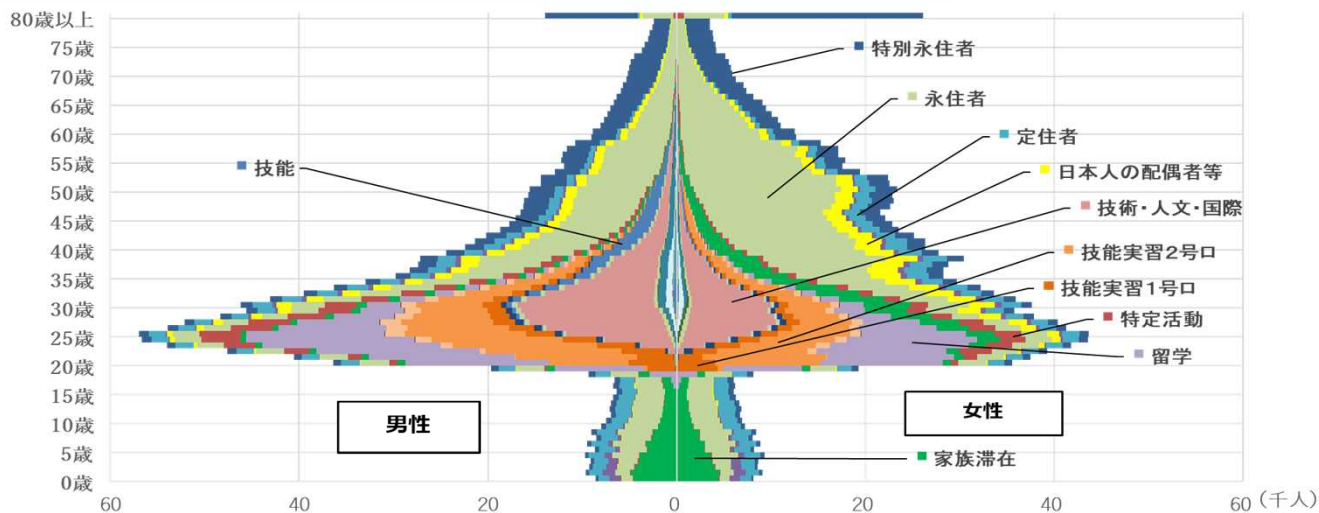 80歳以上
75歳
70歳
65歳
60歳
55歳
50歳
45歳
40歳
35歳
30歳
25歳
20歳
15歳
10歳
5歳
0歳
特別永住者
永住者
定住者
日本人の配偶者等
技術・人文・国際
技能実習2号ロ
技能実習1号ロ
特定活動
留学
家族滞在
技能
男性
女性
60 40 20 0 20 40 60 (千人)